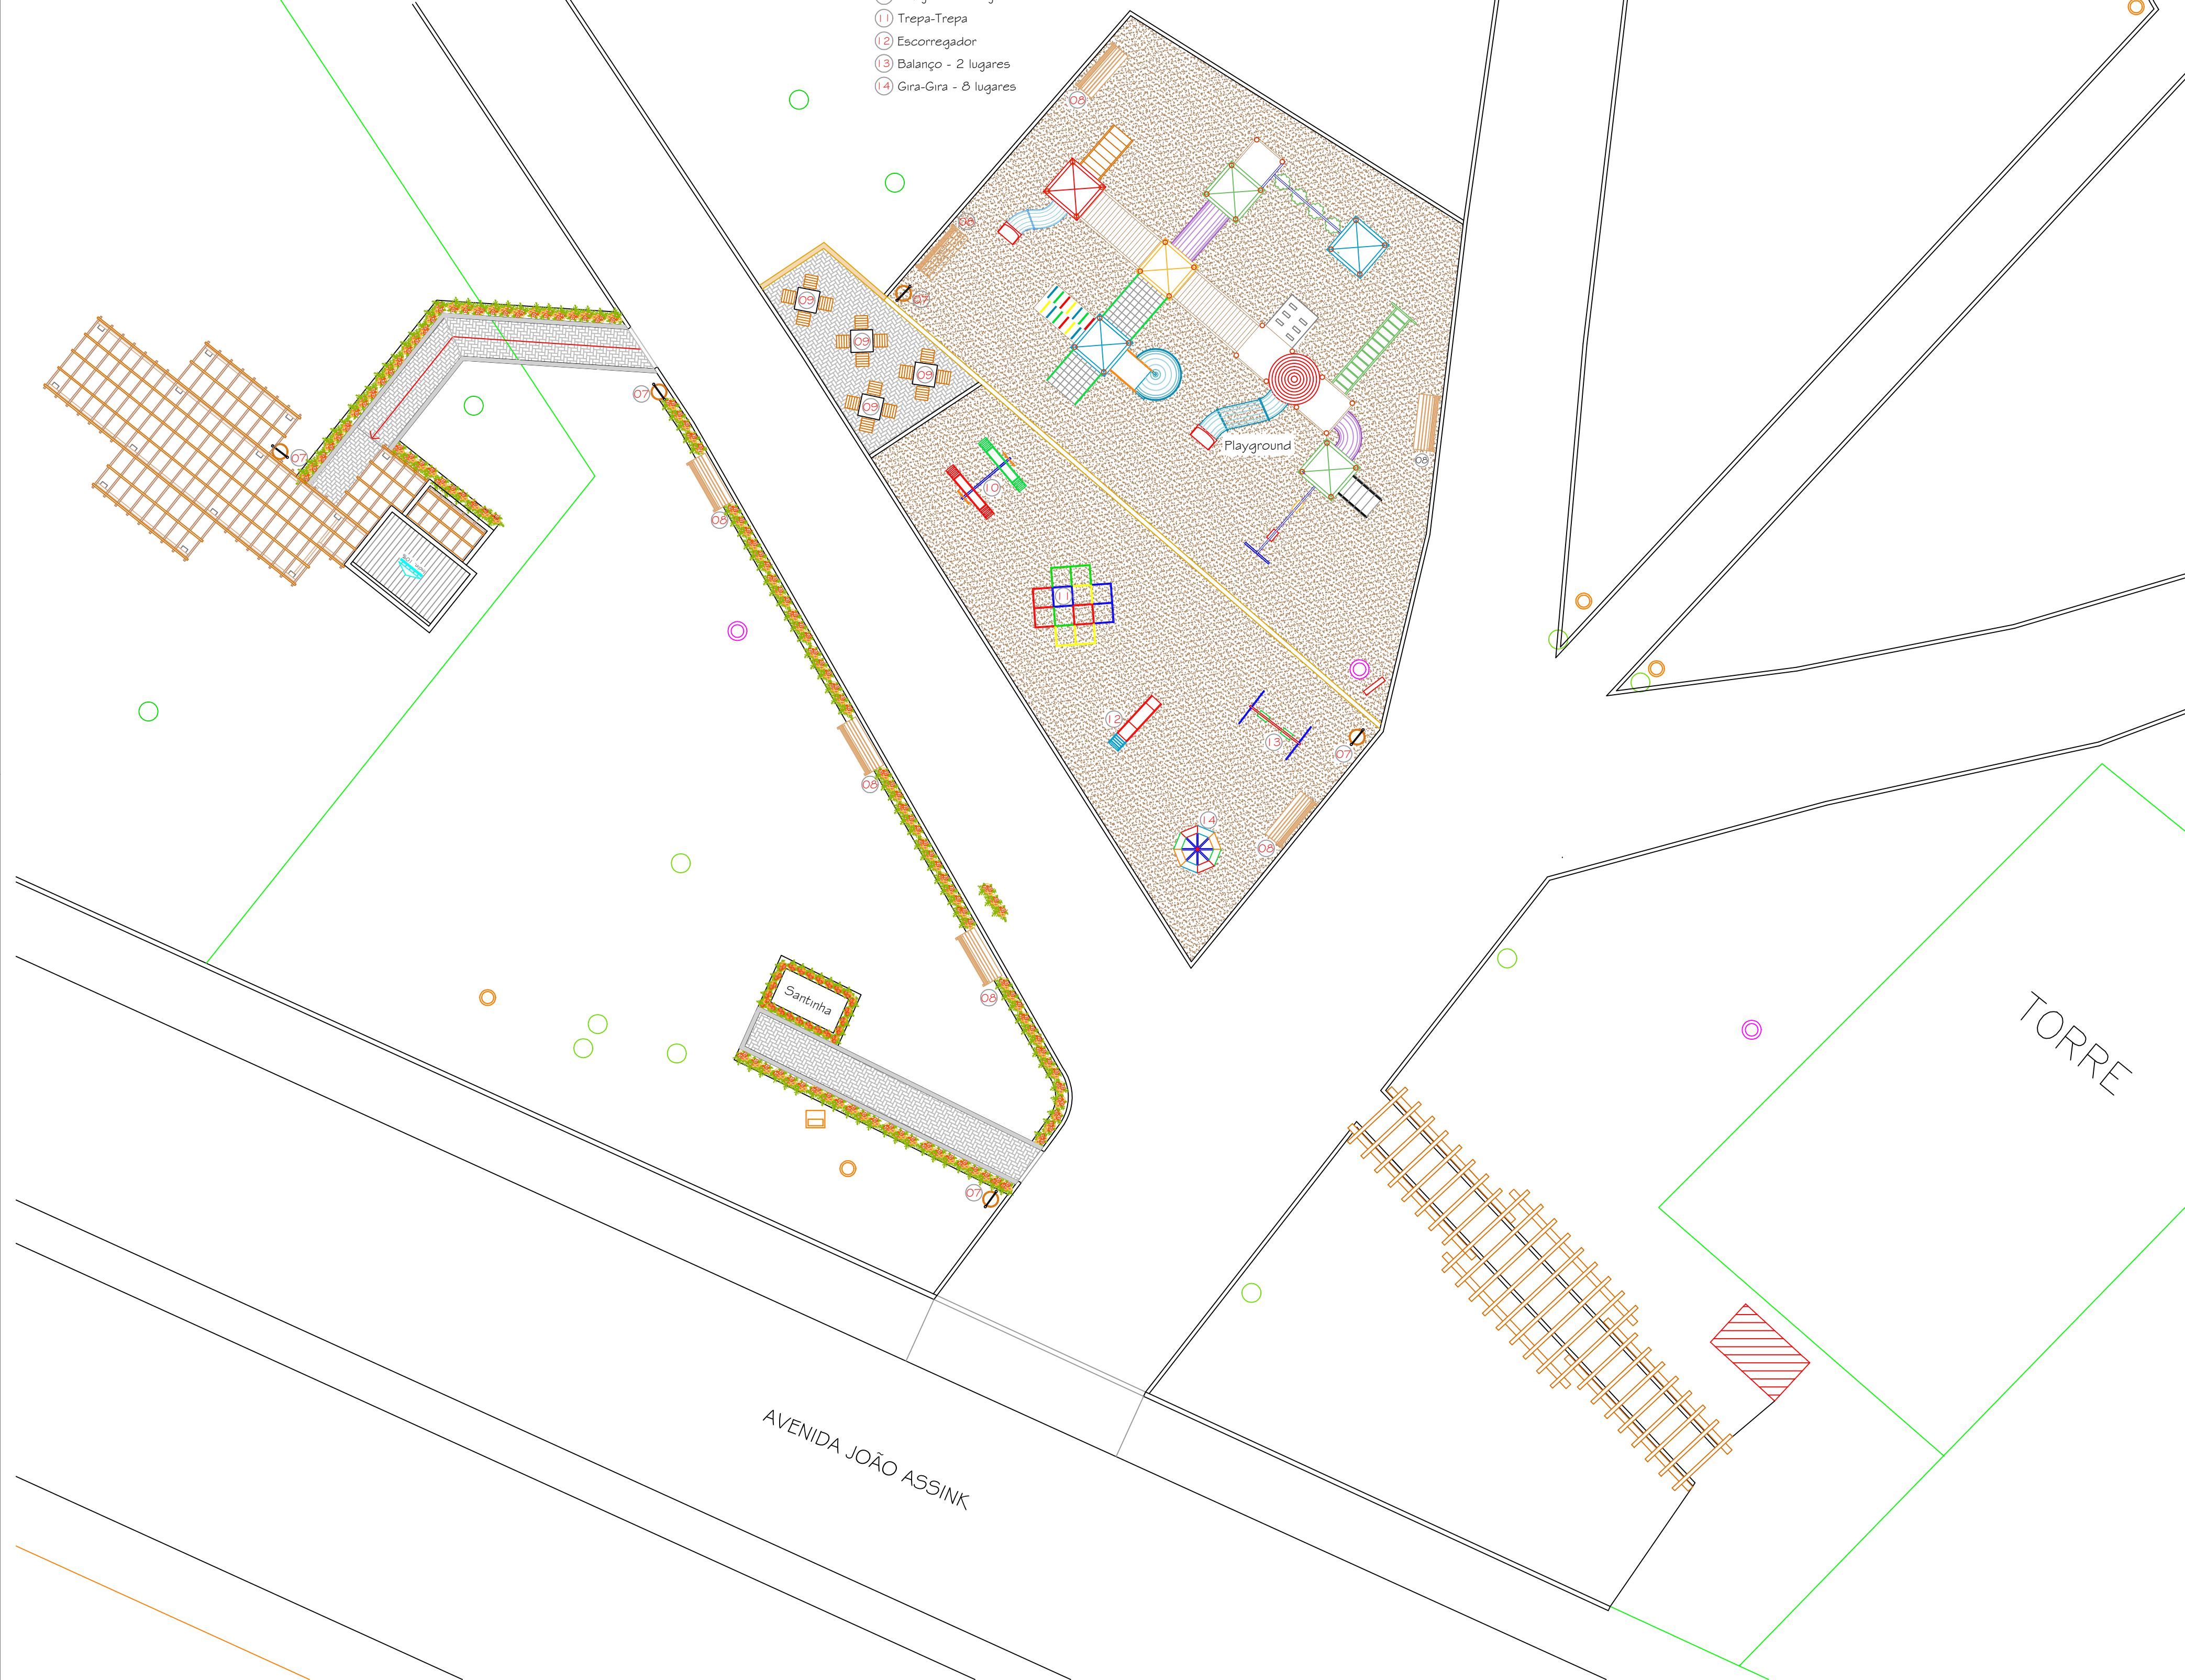 11 Trepa-Trepa
12 Escorregador
13 Balanço - 2 lugares
14 Gira-Gira - 8 lugares
08
08
07
09
09
09
09
07
07
08
08
Playground
10
08
11
12
13
07
14
08
08
08
Santinha
07
TORRE
AVENIDA JOÃO ASSINK